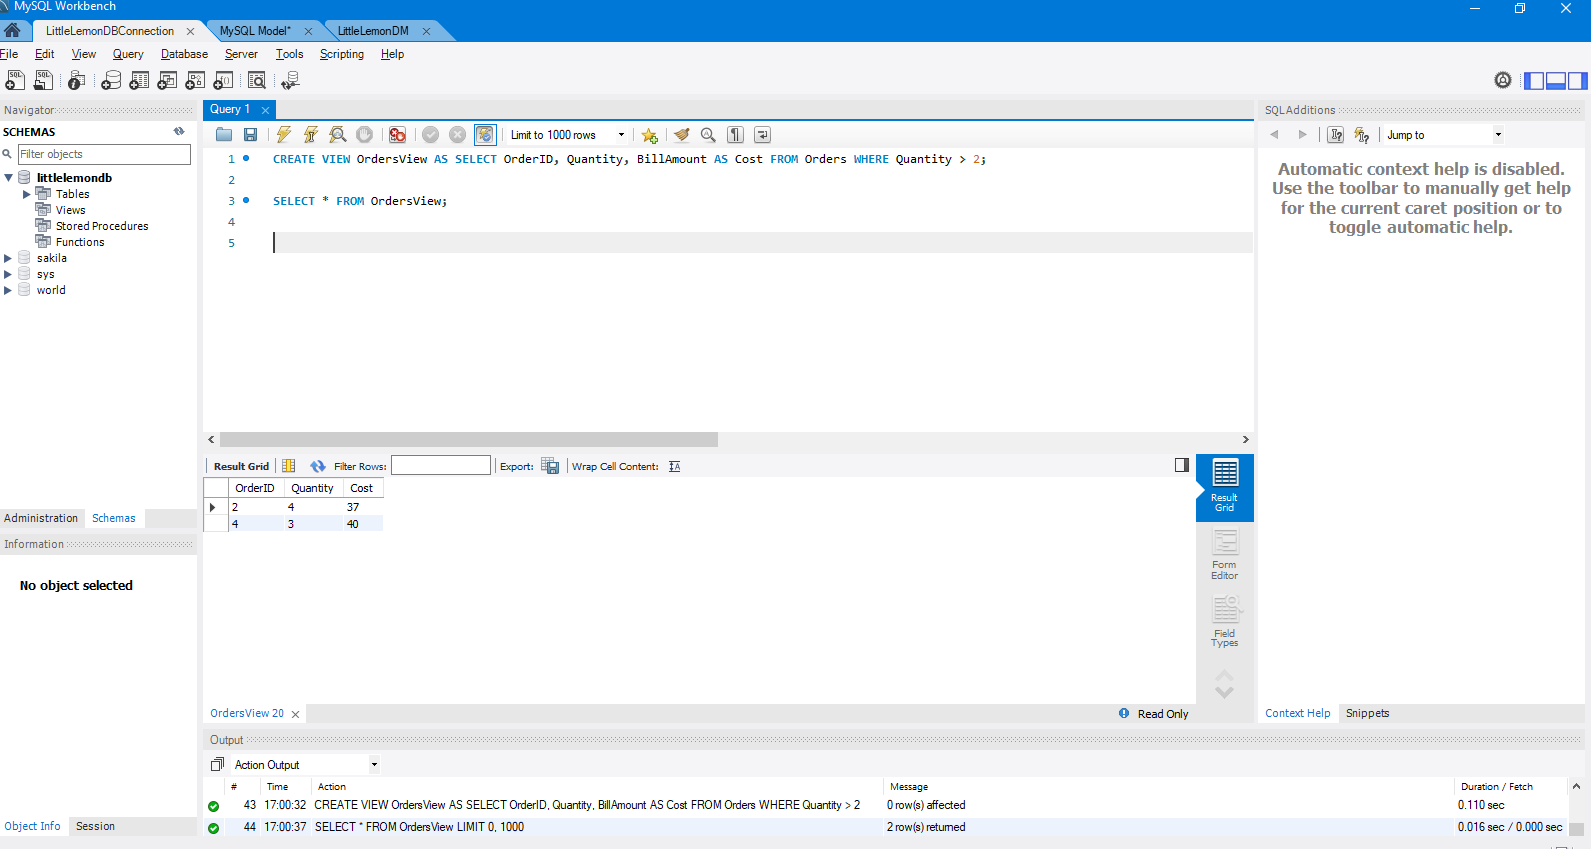 MySQL Workbench
LittleLemonDBConnection
MySQL Model*
LittleLemonDM
File Edit View Query Database Server Tools Scripting Help
Navigator
SCHEMAS
Filter objects
littlelemondb
Tables
Views
Stored Procedures
Functions
sakila
sys
world
Administration Schemas
Information
No object selected
Object Info Session
Query 1
Limit to 1000 rows
1 CREATE VIEW OrdersView AS SELECT OrderID, Quantity, BillAmount AS Cost FROM Orders WHERE Quantity > 2;
2
3 SELECT * FROM OrdersView;
4
5
Result Grid Filter Rows: Export: Wrap Cell Content:
OrderID Quantity Cost
2 4 37
4 3 40
Result
Grid
Form
Editor
Field
Types
OrdersView 20
Read Only
SQLAdditions
Jump to
Automatic context help is disabled.
Use the toolbar to manually get help
for the current caret position or to
toggle automatic help.
Context Help Snippets
Output
Action Output
# Time Action Message Duration / Fetch
43 17:00:32 CREATE VIEW OrdersView AS SELECT OrderID, Quantity, BillAmount AS Cost FROM Orders WHERE Quantity > 2 0 row(s) affected 0.110 sec
44 17:00:37 SELECT * FROM OrdersView LIMIT 0, 1000 2 row(s) returned 0.016 sec / 0.000 sec